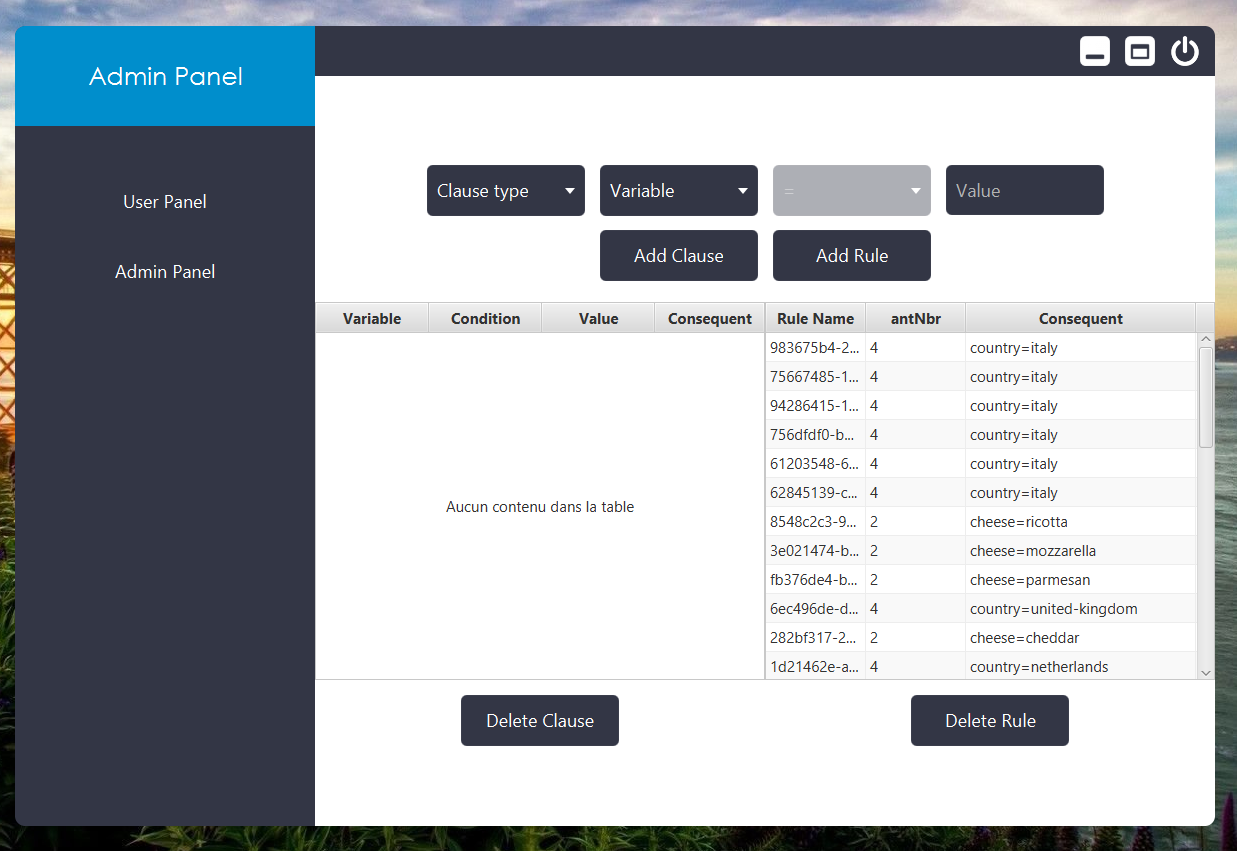 Admin Panel
User Panel
Admin Panel
Clause type Variable = Value
Add Clause Add Rule
Variable Condition Value Consequent
Aucun contenu dans la table
Rule Name antNbr Consequent
983675b4-2... 4 country=italy
75667485-1... 4 country=italy
94286415-1... 4 country=italy
756dfdf0-b... 4 country=italy
61203548-6... 4 country=italy
62845139-c... 4 country=italy
8548c2c3-9... 2 cheese=ricotta
3e021474-b... 2 cheese=mozzarella
fb376de4-b... 2 cheese=parmesan
6ec496de-d... 4 country=united-kingdom
282bf317-2... 2 cheese=cheddar
1d21462e-a... 4 country=netherlands
Delete Clause Delete Rule